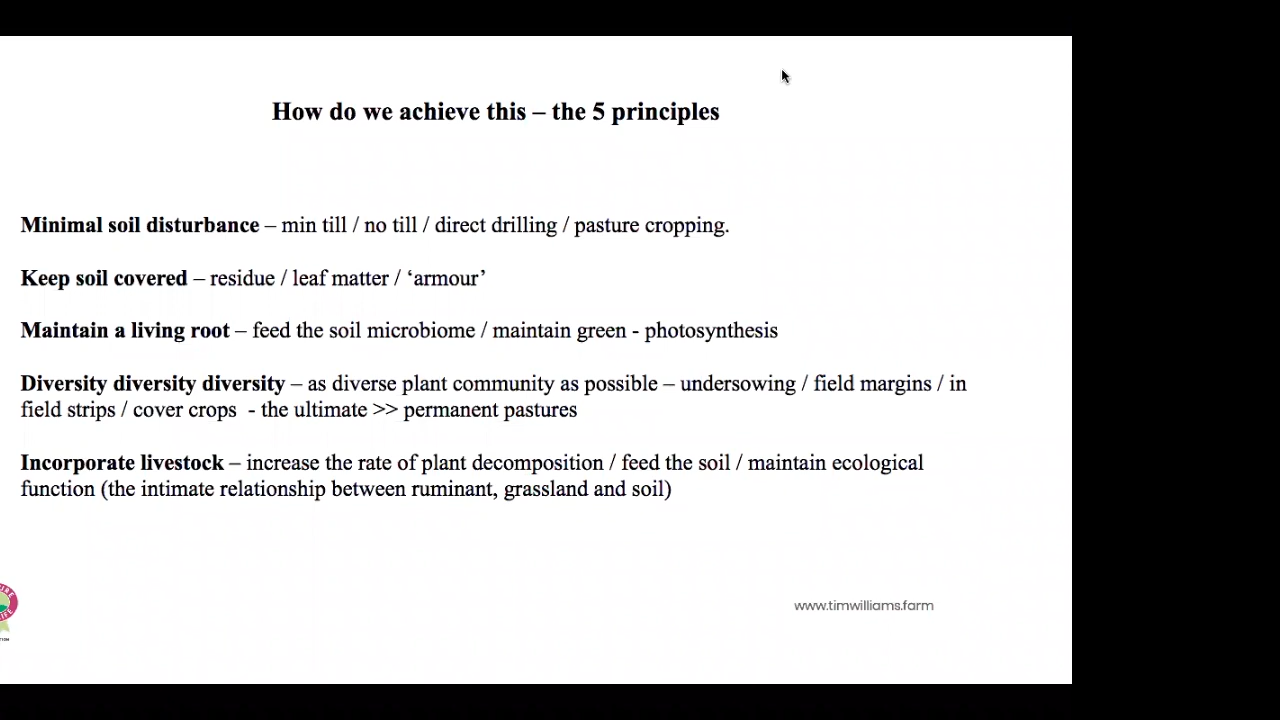 How do we achieve this – the 5 principles
Minimal soil disturbance – min till / no till / direct drilling / pasture cropping.
Keep soil covered – residue / leaf matter / ‘armour’
Maintain a living root – feed the soil microbiome / maintain green - photosynthesis
Diversity diversity diversity – as diverse plant community as possible – undersowing / field margins / in
field strips / cover crops  - the ultimate >> permanent pastures
Incorporate livestock – increase the rate of plant decomposition / feed the soil / maintain ecological
function (the intimate relationship between ruminant, grassland and soil)
www.timwilliams.farm